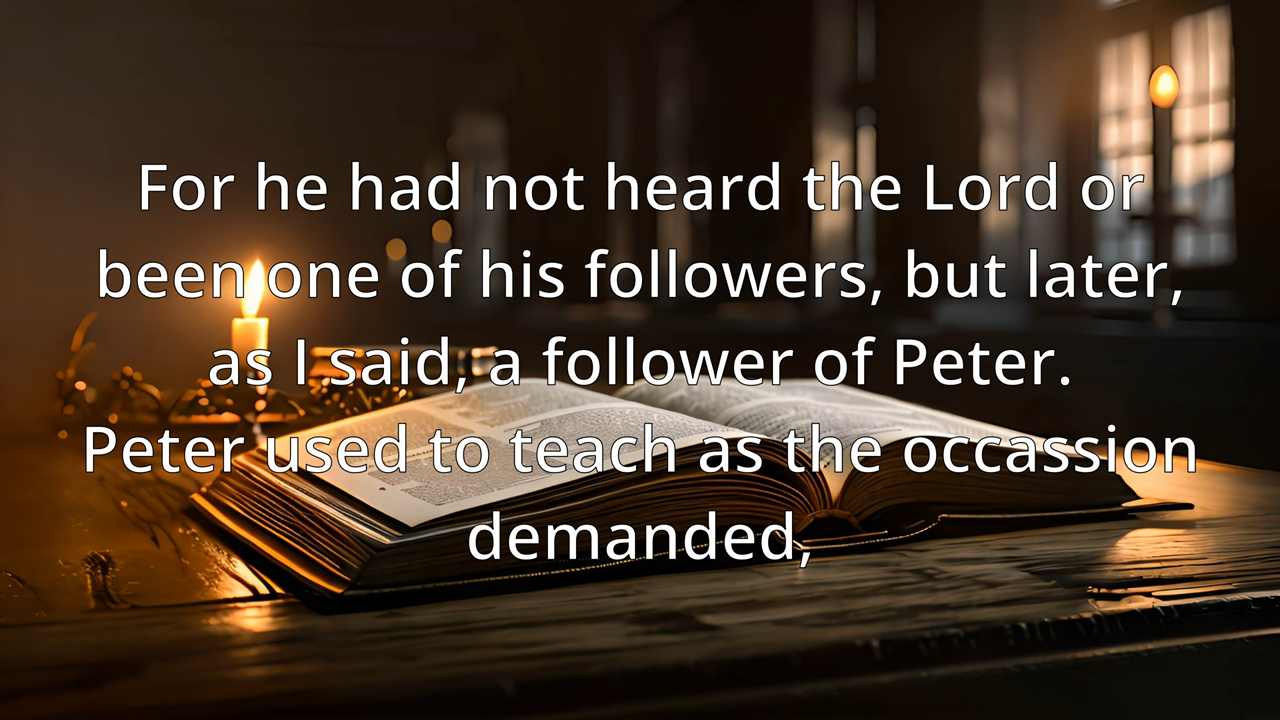 For he had not heard the Lord or
been one of his followers, but later,
as I said, a follower of Peter.
Peter used to teach as the occassion
demanded,